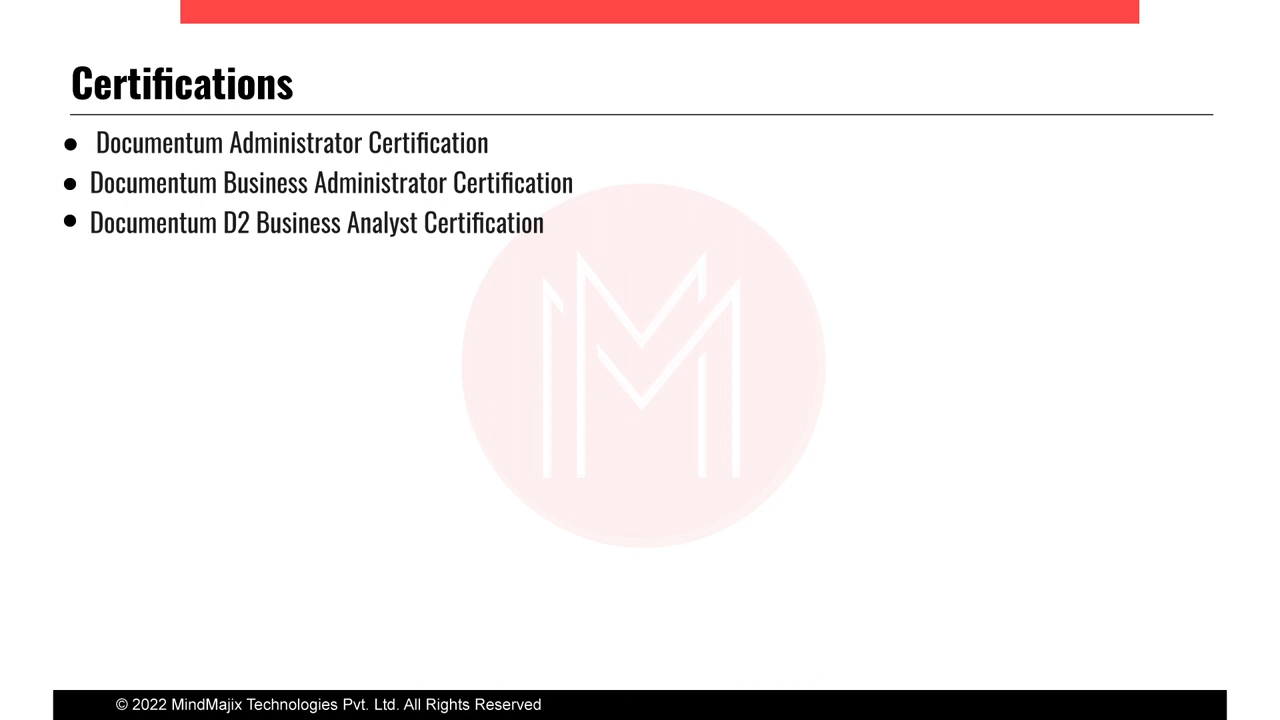 Certifications
● Documentum Administrator Certification
● Documentum Business Administrator Certification
● Documentum D2 Business Analyst Certification
© 2022 MindMajix Technologies Pvt. Ltd. All Rights Reserved